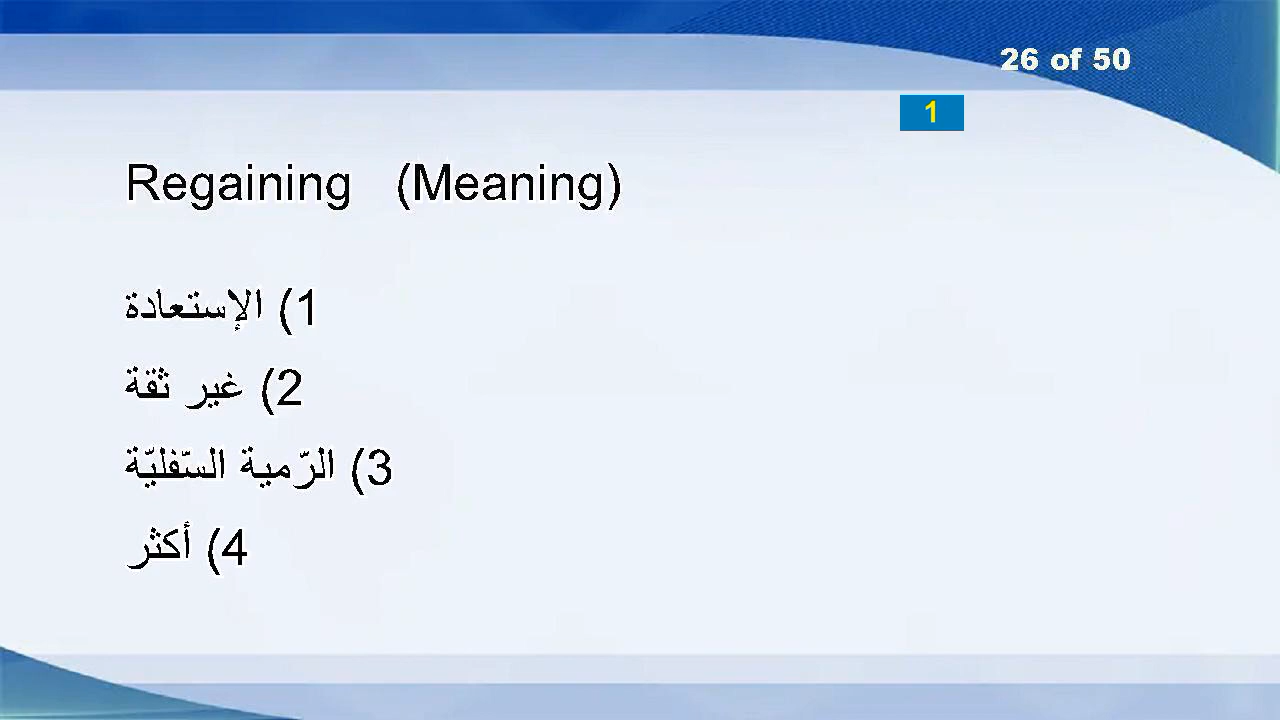 26 of 50
1
Regaining (Meaning)
1) الإستعادة
2) غير ثقة
3) الرّمية السّفليّة
4) أكثر